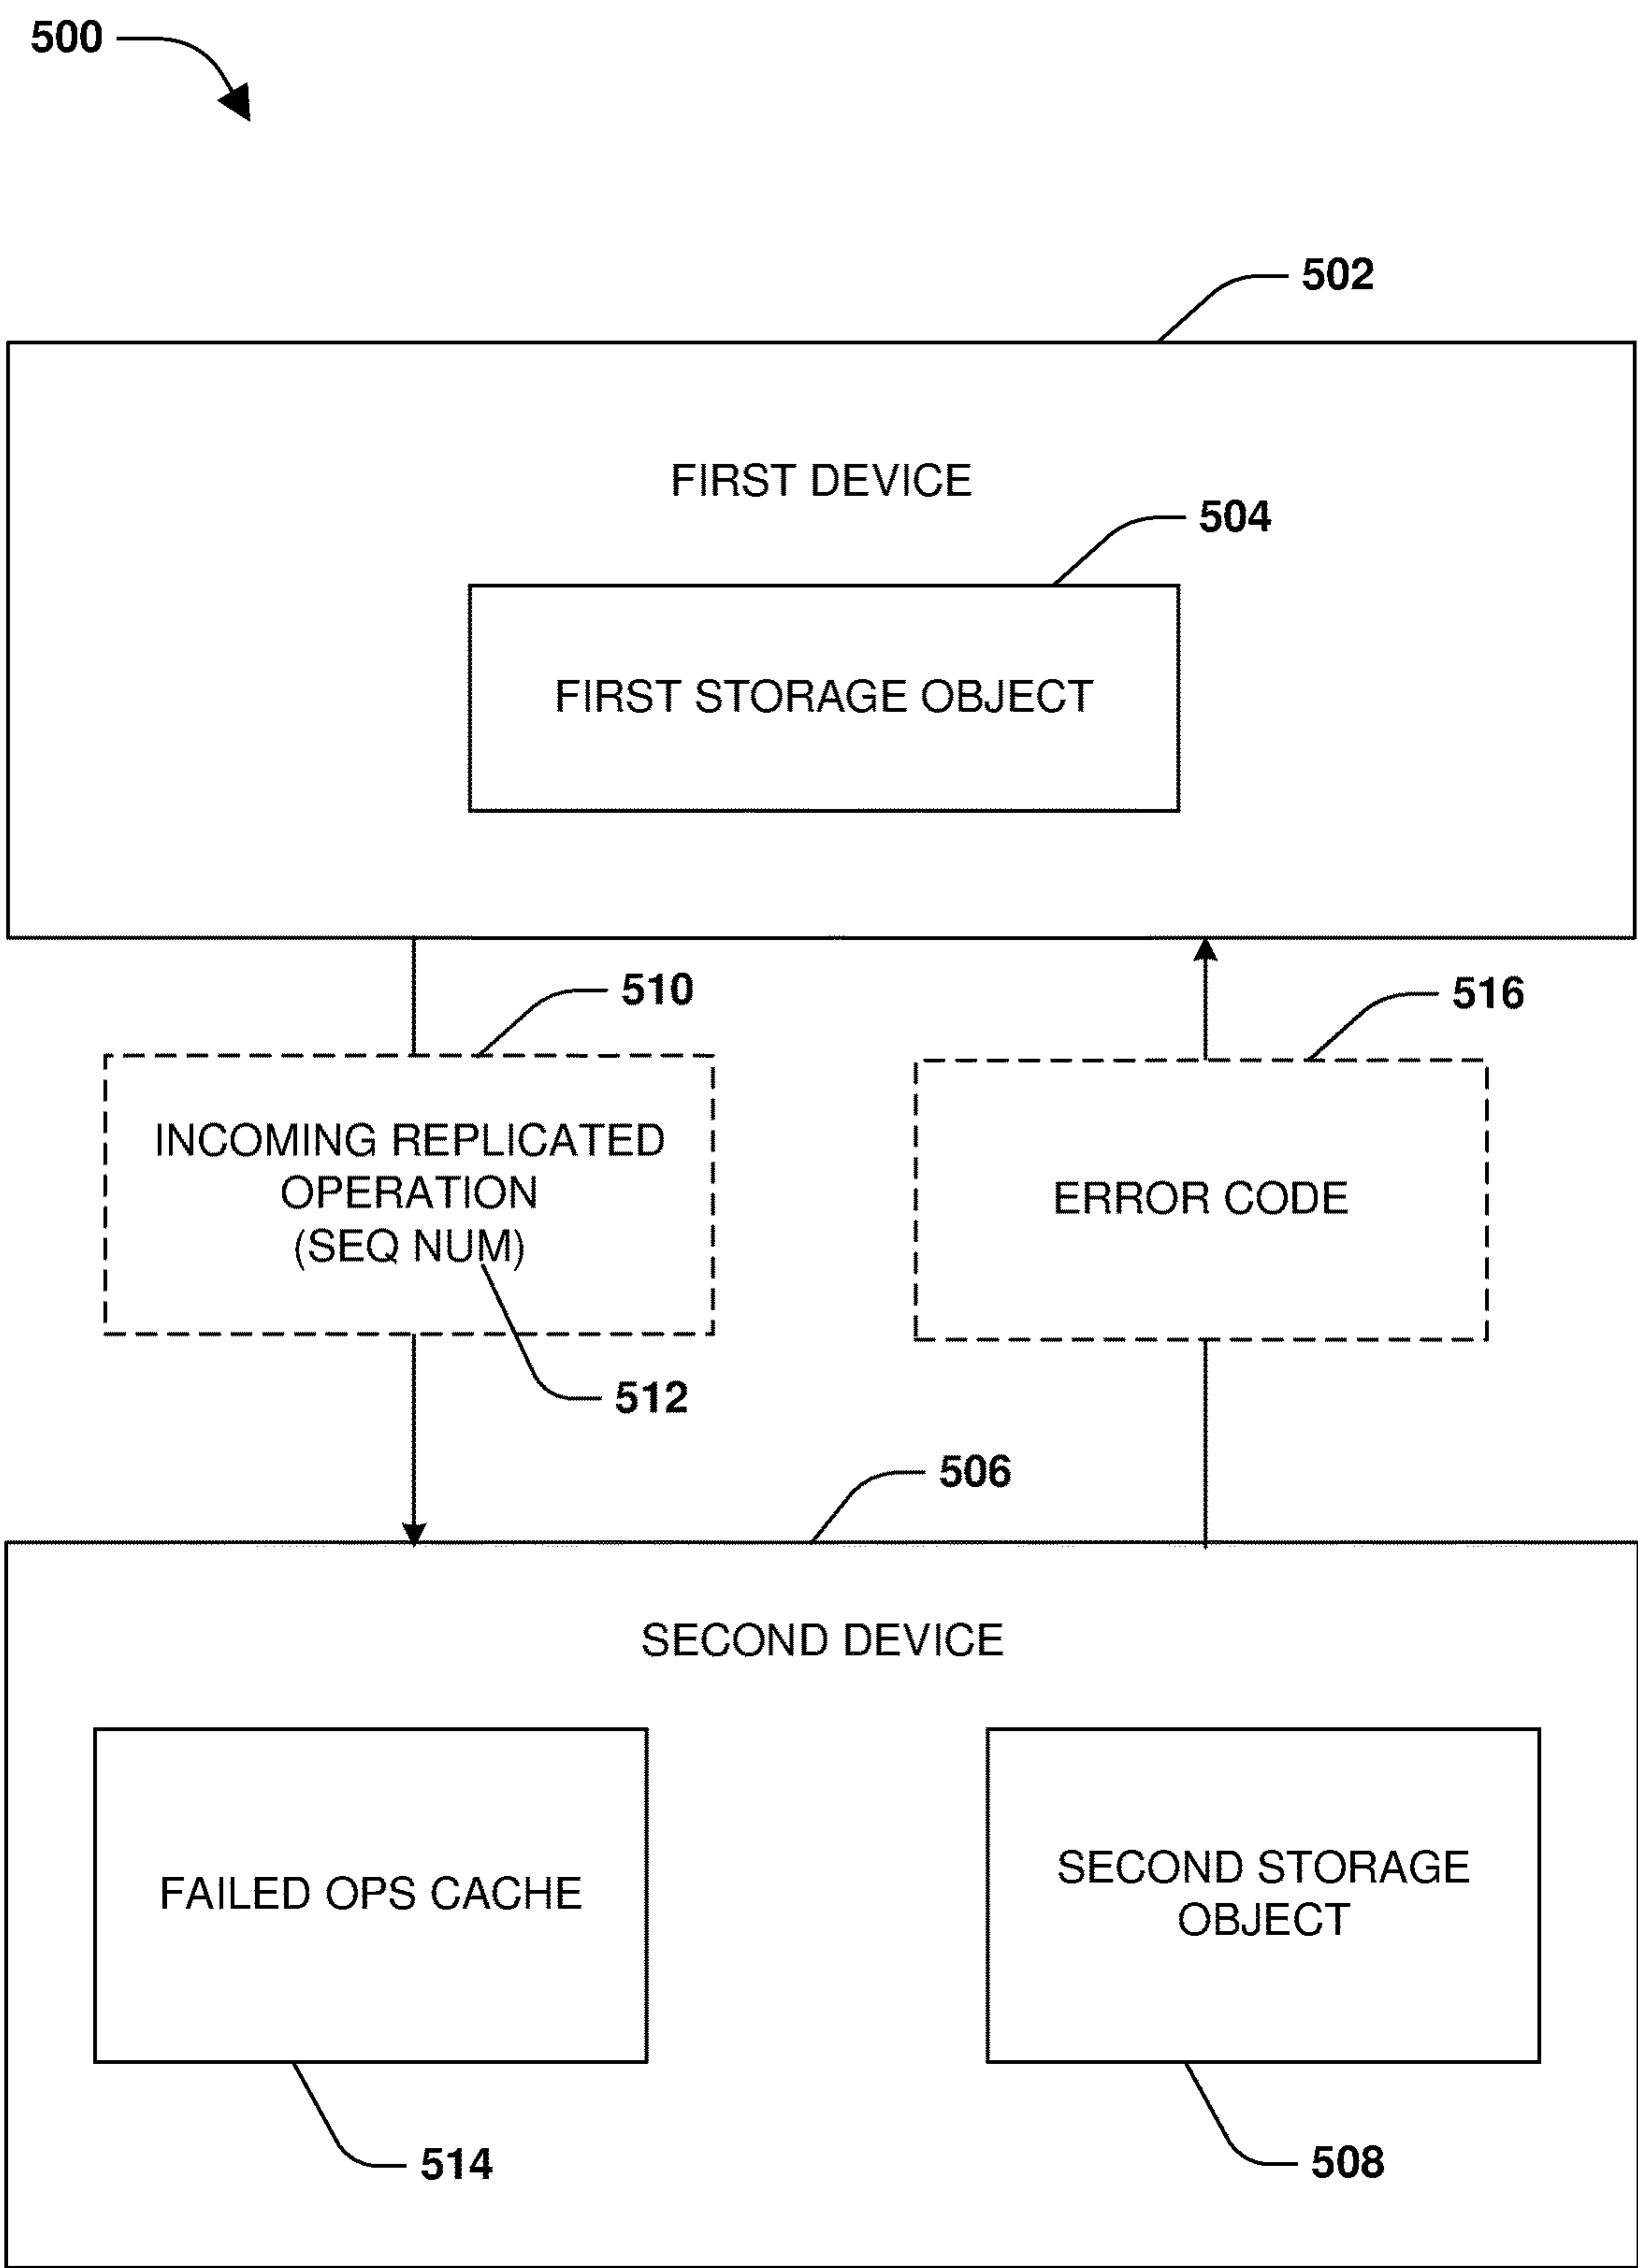 500
502
FIRST DEVICE
504
FIRST STORAGE OBJECT
510
516
INCOMING REPLICATED
OPERATION
(SEQ NUM)
ERROR CODE
512
506
SECOND DEVICE
FAILED OPS CACHE
SECOND STORAGE
OBJECT
514
508